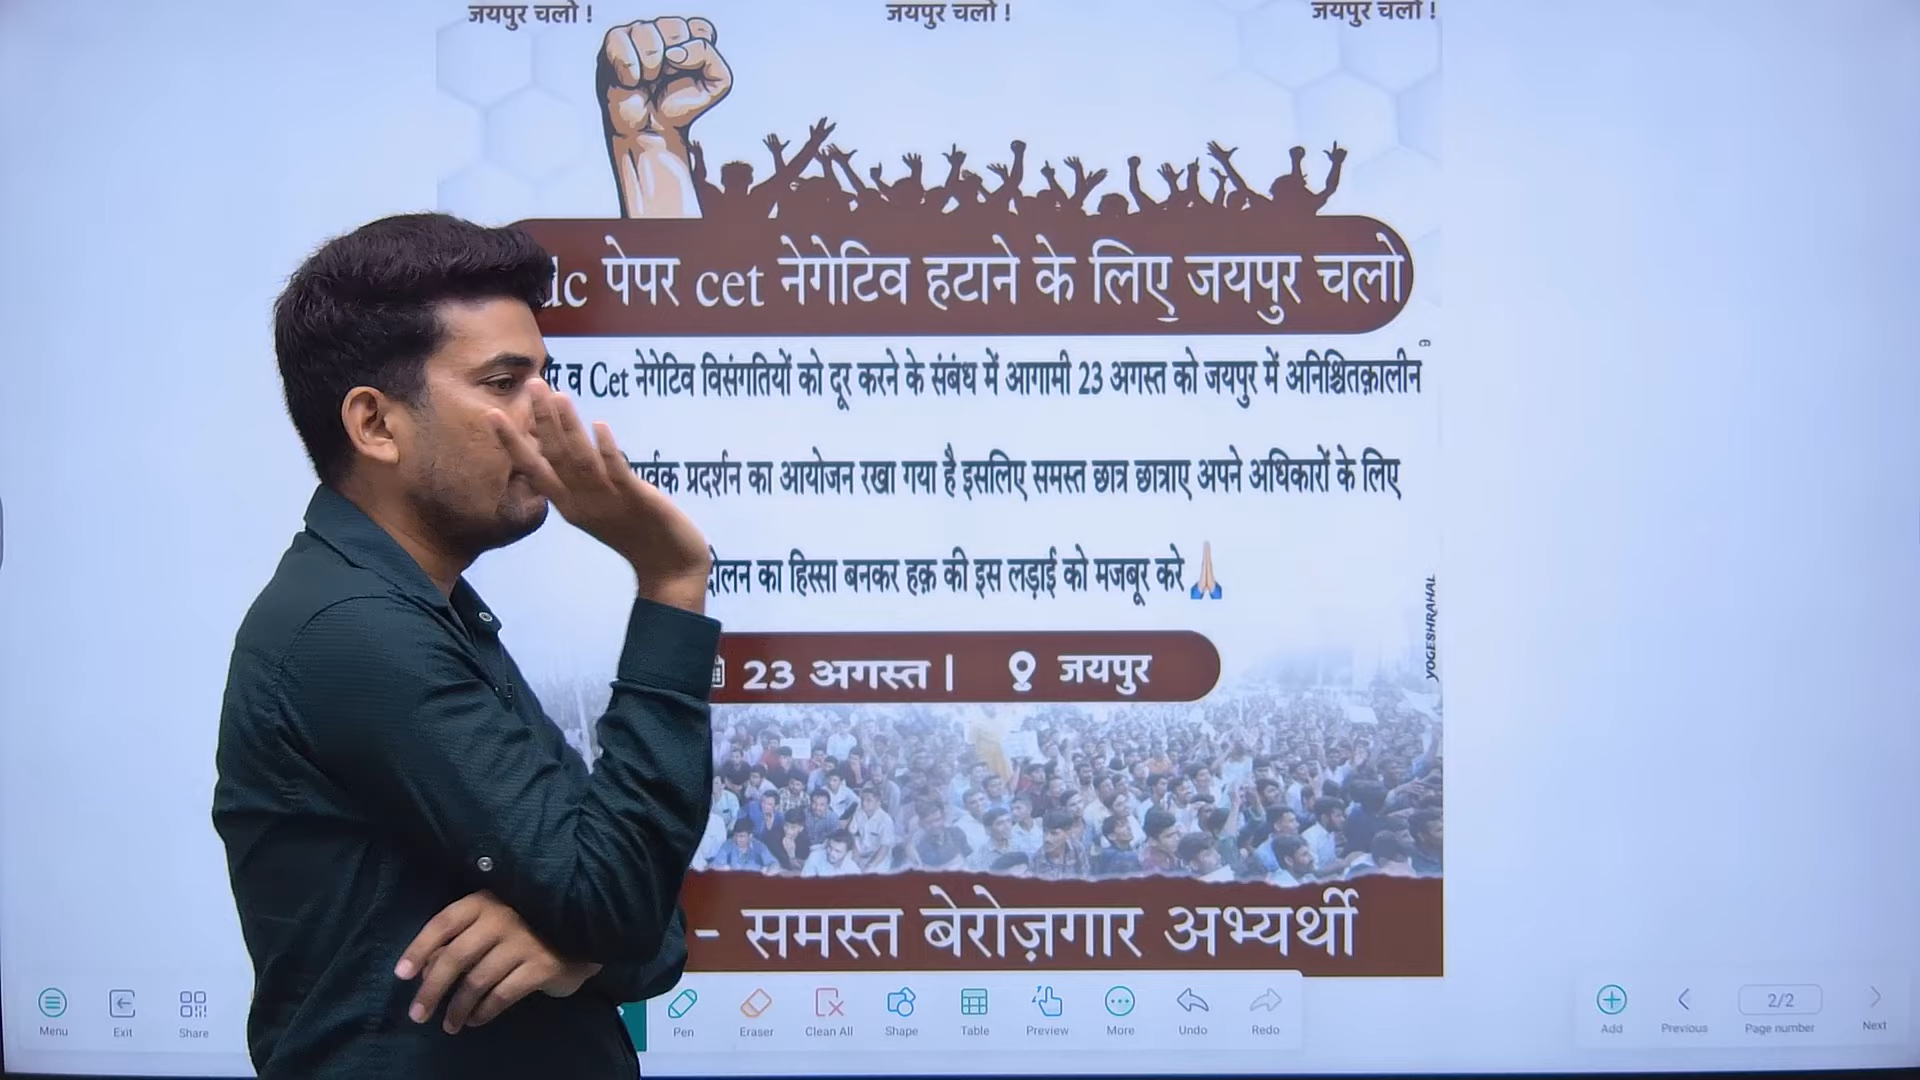 जयपुर चलो !
जयपुर चलो !
जयपुर चलो !
पेपर cet नेगेटिव हटाने के लिए जयपुर चलो
व Cet नेगेटिव विसंगतियों को दूर करने के संबंध में आगामी 23 अगस्त को जयपुर में अनिश्चितक़ालीन
प्रदर्शन का आयोजन रखा गया है इसलिए समस्त छात्र छात्राए अपने अधिकारों के लिए
का हिस्सा बनकर हक़ की इस लड़ाई को मजबूर करे
23 अगस्त | जयपुर
YOGESHRAHAL
- समस्त बेरोज़गार अभ्यर्थी
Menu Exit Share Pen Eraser Clean All Shape Table Preview More Undo Redo Add Previous 2/2 Page number Next